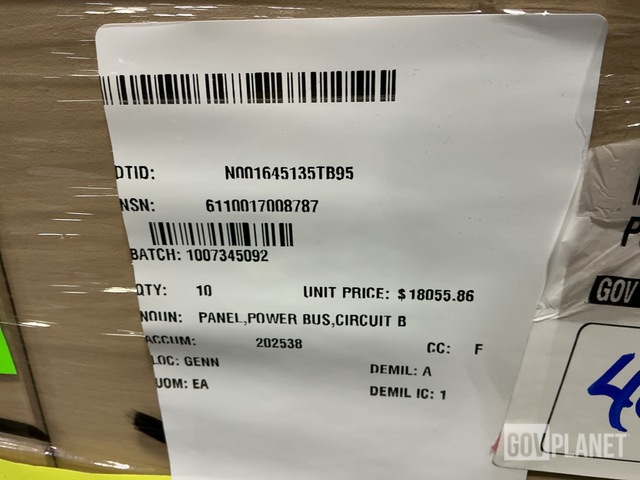 DTID: N001645135TB95
NSN: 6110017008787
BATCH: 1007345092
QTY: 10 UNIT PRICE: $18055.86
NOUN: PANEL,POWER BUS,CIRCUIT B
ACCUM: 202538 CC: F
LOC: GENN DEMIL: A
UOM: EA DEMIL IC: 1
GOV
GOVPLANET